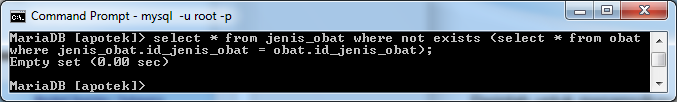 Command Prompt - mysql -u root -p
MariaDB [apotek]> select * from jenis_obat where not exists (select * from obat
where jenis_obat.id_jenis_obat = obat.id_jenis_obat);
Empty set (0.00 sec)
MariaDB [apotek]>